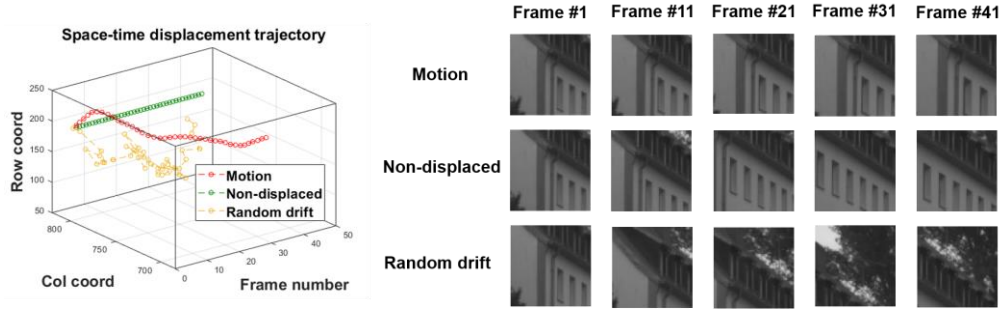 Space-time displacement trajectory
250
200
150
100
50
Row coord
800
750
700
Col coord
0
10
20
30
40
50
Frame number
Motion
Non-displaced
Random drift
Frame #1 Frame #11 Frame #21 Frame #31 Frame #41
Motion
Non-displaced
Random drift